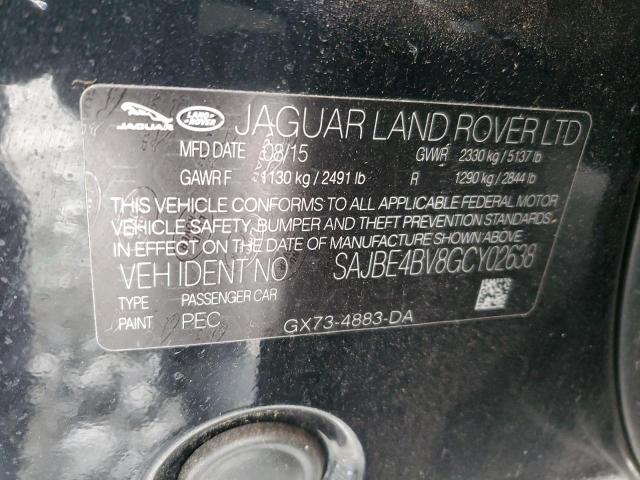 JAGUAR LAND-ROVER JAGUAR LAND ROVER LTD
MFD DATE 08/15 GVWR 2330 kg / 5137 lb
GAWR F 1130 kg / 2491 lb R 1290 kg / 2844 lb
THIS VEHICLE CONFORMS TO ALL APPLICABLE FEDERAL MOTOR
VEHICLE SAFETY, BUMPER AND THEFT PREVENTION STANDARDS
IN EFFECT ON THE DATE OF MANUFACTURE SHOWN ABOVE
VEH IDENT NO SAJBE4BV8GCY02638
TYPE PASSENGER CAR
PAINT PEC GX73-4883-DA